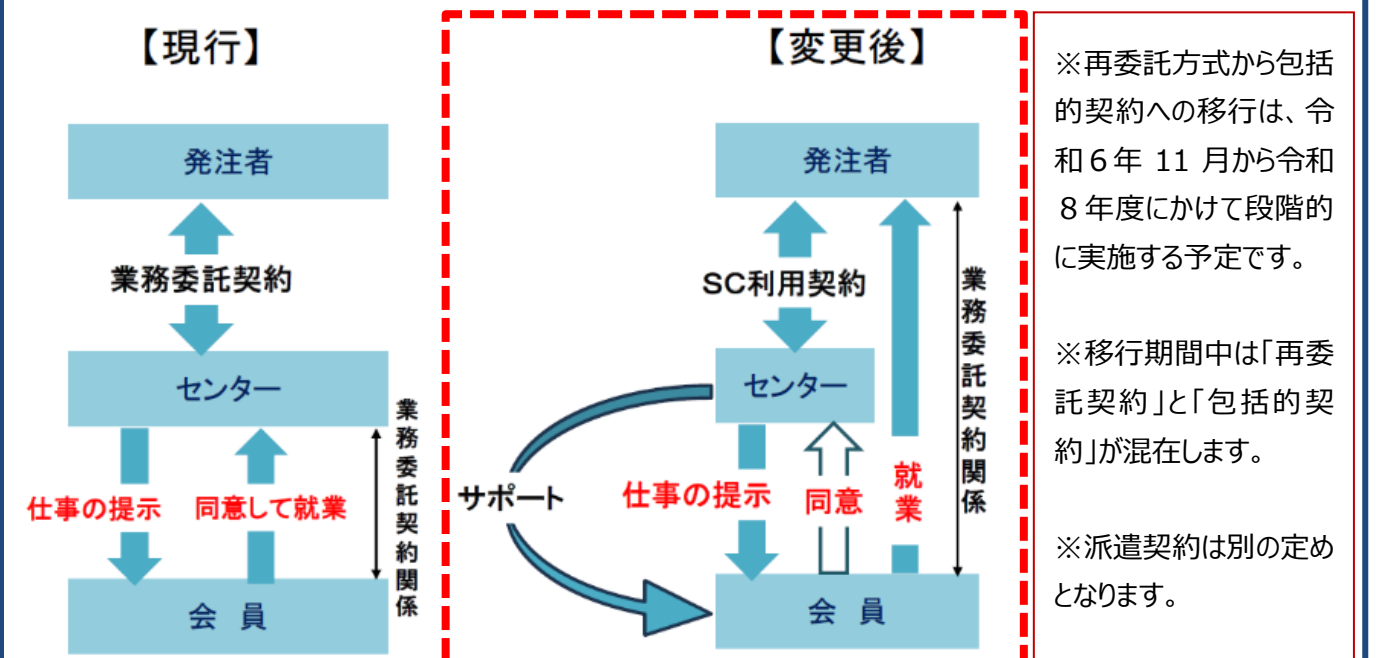 【現行】
発注者
業務委託契約
センター
仕事の提示
同意して就業
業務委託契約関係
会 員
【変更後】
発注者
SC利用契約
センター
サポート
仕事の提示
同意
就業
業務委託契約関係
会 員
※再委託方式から包括
的契約への移行は、令
和6年 11 月から令和
8年度にかけて段階的
に実施する予定です。
※移行期間中は「再委
託契約」と「包括的契
約」が混在します。
※派遣契約は別の定め
となります。